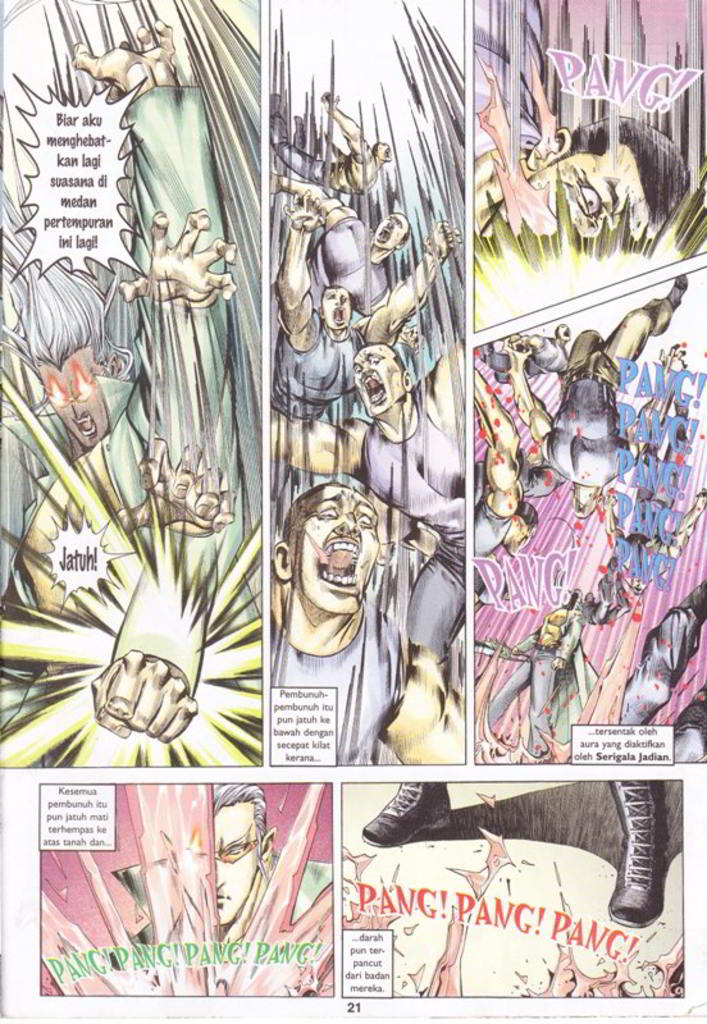 Biar aku
menghebat-
kan lagi
suasana di
medan
pertempuran
ini lagi!
Jatuh!
Pembunuh-
pembunuh itu
pun jatuh ke
bawah dengan
secepat kilat
kerana...
PANG!
PANG!
PANG!
PANG!
PANG!
PANG!
PANG!
...tersentak oleh
aura yang diaktifkan
oleh Serigala Jadian.
Kesemua
pembunuh itu
pun jatuh mati
terhempas ke
atas tanah dan...
PANG! PANG! PANG! PANG!
PANG! PANG! PANG!
...darah
pun ter-
pancut
dari badan
mereka.
21